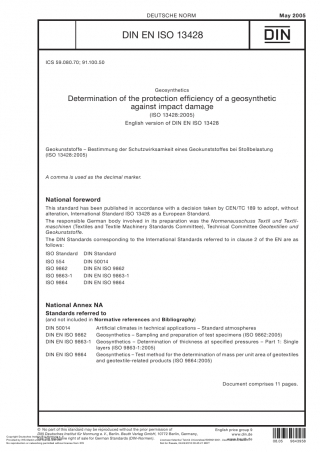 DEUTSCHE NORM
May 2005
DIN EN ISO 13428
DIN
ICS 59.080.70; 91.100.50
Geosynthetics
Determination of the protection efficiency of a geosynthetic
against impact damage
(ISO 13428:2005)
English version of DIN EN ISO 13428
Geokunststoffe – Bestimmung der Schutzwirksamkeit eines Geokunststoffes bei Stoßbelastung
(ISO 13428:2005)
A comma is used as the decimal marker.
National foreword
This standard has been published in accordance with a decision taken by CEN/TC 189 to adopt, without
alteration, International Standard ISO 13428 as a European Standard.
The responsible German body involved in its preparation was the Normenausschuss Textil und Textil-
maschinen (Textiles and Textile Machinery Standards Committee), Technical Committee Geotextilien und
Geokunststoffe.
The DIN Standards corresponding to the International Standards referred to in clause 2 of the EN are as
follows:
ISO Standard DIN Standard
ISO 554 DIN 50014
ISO 9862 DIN EN ISO 9862
ISO 9863-1 DIN EN ISO 9863-1
ISO 9864 DIN EN ISO 9864
National Annex NA
Standards referred to
(and not included in Normative references and Bibliography)
DIN 50014 Artificial climates in technical applications – Standard atmospheres
DIN EN ISO 9862 Geosynthetics – Sampling and preparation of test specimens (ISO 9862:2005)
DIN EN ISO 9863-1 Geosynthetics – Determination of thickness at specified pressures – Part 1: Single
layers (ISO 9863-1:2005)
DIN EN ISO 9864 Geosynthetics – Test method for the determination of mass per unit area of geotextiles
and geotextile-related products (ISO 9864:2005)
Document comprises 11 pages.
No part of this standard may be reproduced without the prior permission of
DIN Deutsches Institut für Normung e. V., Berlin. Beuth Verlag GmbH, 10772 Berlin, Germany,
right of sale for German Standards (DIN-Normen).
English price group 9
www.din.de
www.beuth.de